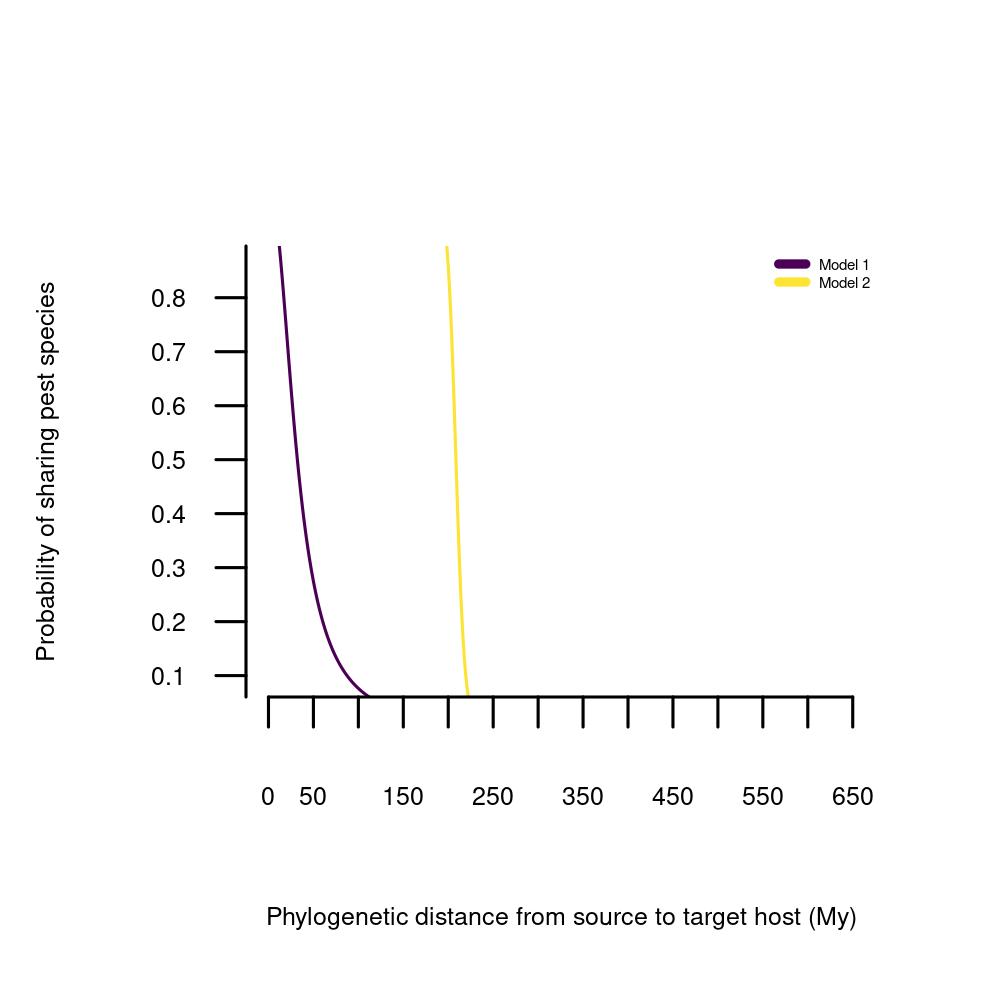 Model 1
Model 2
Probability of sharing pest species
0.8
0.7
0.6
0.5
0.4
0.3
0.2
0.1
0 50 150 250 350 450 550 650
Phylogenetic distance from source to target host (My)